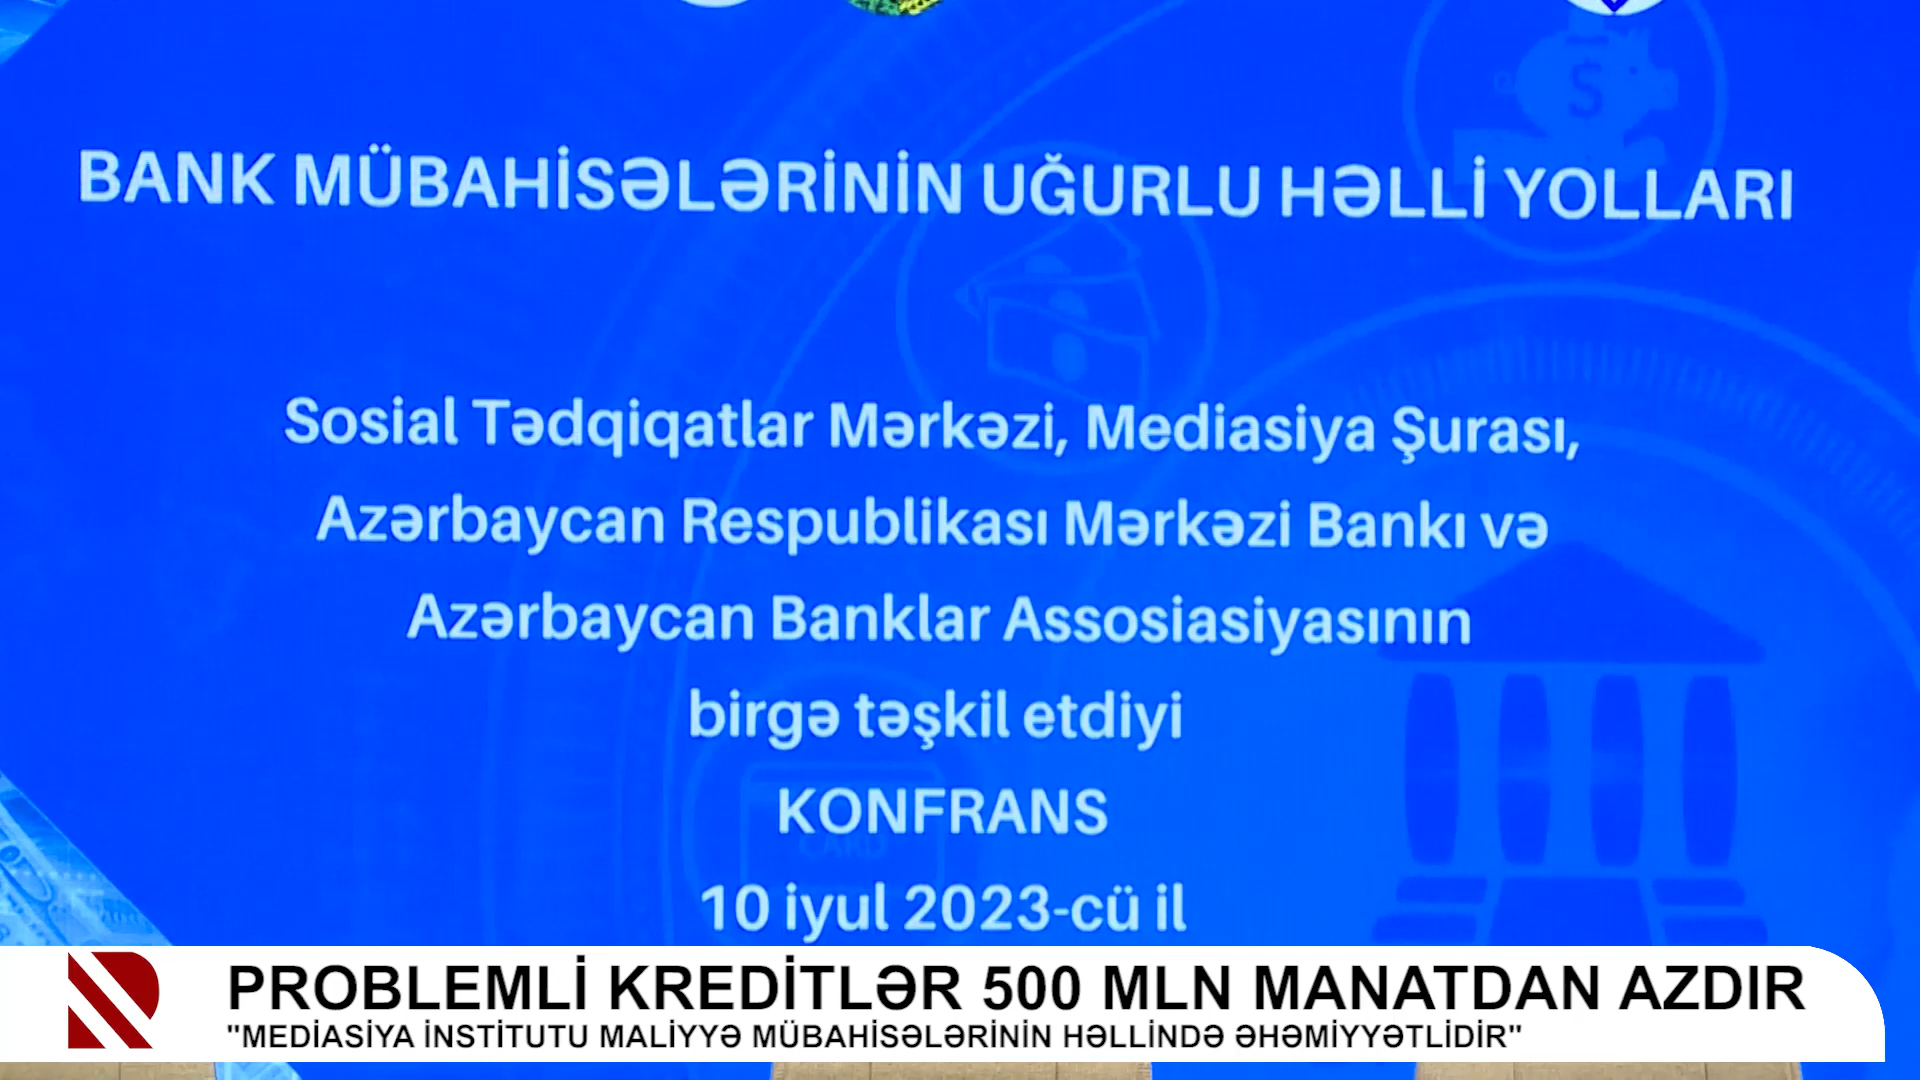 BANK MÜBAHİSƏLƏRİNİN UĞURLU HƏLLİ YOLLARI
Sosial Tədqiqatlar Mərkəzi, Mediasiya Şurası,
Azərbaycan Respublikası Mərkəzi Bankı və
Azərbaycan Banklar Assosiasiyasının
birgə təşkil etdiyi
KONFRANS
CARD
10 iyul 2023-cü il
PROBLEMLİ KREDİTLƏR 500 MLN MANATDAN AZDIR
"MEDİASİYA İNSTİTUTU MALİYYƏ MÜBAHİSƏLƏRİNİN HƏLLİNDƏ ƏHƏMİYYƏTLİDİR"